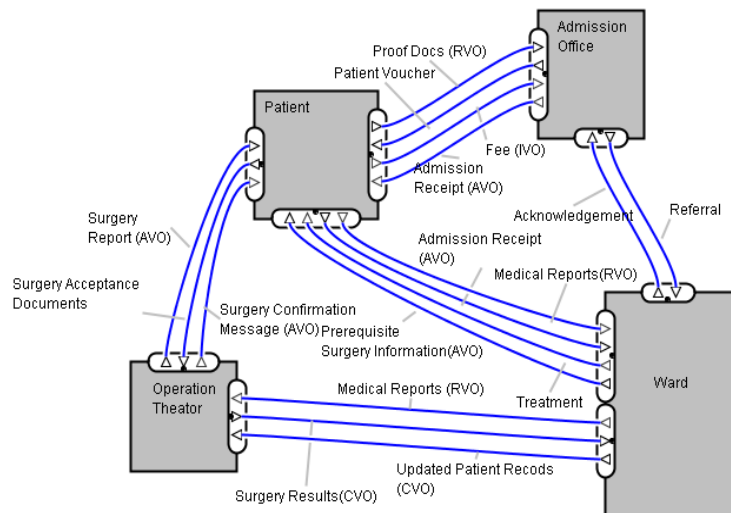 Admission
Office
Proof Docs (RVO)
Patient Voucher
Patient
Fee (IVO)
Admission
Receipt (AVO)
Surgery
Report (AVO)
Acknowledgement
Referral
Admission Receipt
(AVO)
Medical Reports(RVO)
Surgery Acceptance
Documents
Surgery Confirmation
Message (AVO)
Prerequisite
Surgery Information(AVO)
Operation
Theator
Medical Reports (RVO)
Treatment
Ward
Updated Patient Recods
(CVO)
Surgery Results(CVO)